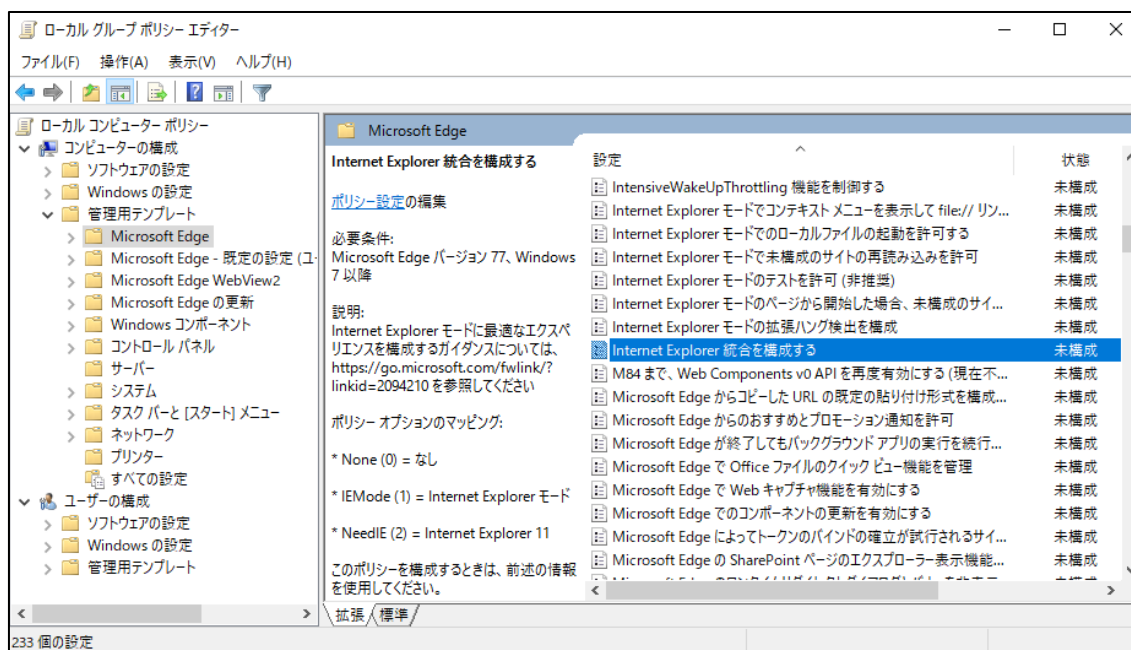 ローカル グループ ポリシー エディター
ファイル(F) 操作(A) 表示(V) ヘルプ(H)
ローカル コンピューター ポリシー
コンピューターの構成
ソフトウェアの設定
Windows の設定
管理用テンプレート
Microsoft Edge
Microsoft Edge - 既定の設定 (ユ
Microsoft Edge WebView2
Microsoft Edge の更新
Windows コンポーネント
コントロール パネル
サーバー
システム
タスク バーと [スタート] メニュー
ネットワーク
プリンター
すべての設定
ユーザーの構成
ソフトウェアの設定
Windows の設定
管理用テンプレート
Microsoft Edge
Internet Explorer 統合を構成する
ポリシー設定の編集
必要条件:
Microsoft Edge バージョン 77、Windows
7 以降
説明:
Internet Explorer モードに最適なエクスペ
リエンスを構成するガイダンスについては、
https://go.microsoft.com/fwlink/?
linkid=2094210 を参照してください
ポリシー オプションのマッピング:
* None (0) = なし
* IEMode (1) = Internet Explorer モード
* NeedIE (2) = Internet Explorer 11
このポリシーを構成するときは、前述の情報
を使用してください。
設定 状態
IntensiveWakeUpThrottling 機能を制御する 未構成
Internet Explorer モードでコンテキスト メニューを表示して file:// リン... 未構成
Internet Explorer モードでのローカルファイルの起動を許可する 未構成
Internet Explorer モードで未構成のサイトの再読み込みを許可 未構成
Internet Explorer モードのテストを許可 (非推奨) 未構成
Internet Explorer モードのページから開始した場合、未構成のサイ... 未構成
Internet Explorer モードの拡張ハング検出を構成 未構成
Internet Explorer 統合を構成する 未構成
M84 まで、Web Components v0 API を再度有効にする (現在不... 未構成
Microsoft Edge からコピーした URL の既定の貼り付け形式を構成... 未構成
Microsoft Edge からのおすすめとプロモーション通知を許可 未構成
Microsoft Edge が終了してもバックグラウンド アプリの実行を続行... 未構成
Microsoft Edge で Office ファイルのクイック ビュー機能を管理 未構成
Microsoft Edge で Web キャプチャ機能を有効にする 未構成
Microsoft Edge でのコンポーネントの更新を有効にする 未構成
Microsoft Edge によってトークンのバインドの確立が試行されるサイ... 未構成
Microsoft Edge の SharePoint ページのエクスプローラー表示機能... 未構成
拡張 標準
233 個の設定